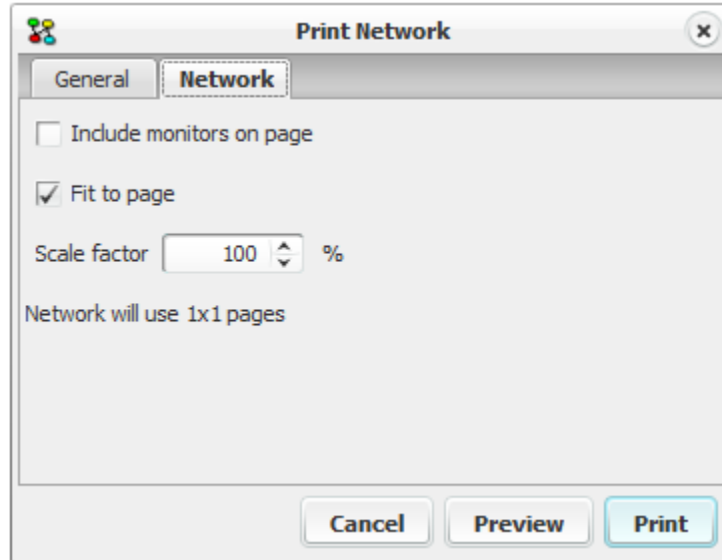 Print Network
General Network
Include monitors on page
Fit to page
Scale factor 100 %
Network will use 1x1 pages
Cancel Preview Print